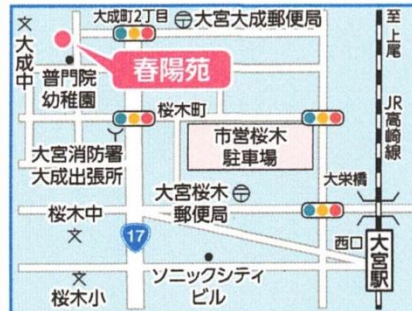 大成町2丁目
大宮大成郵便局
至上尾
大成中
春陽苑
普門院
幼稚園
桜木町
JR高崎線
大宮消防署
大成出張所
市営桜木
駐車場
大栄橋
大宮桜木
郵便局
桜木中
17
西口
大宮駅
ソニックシティ
ビル
桜木小